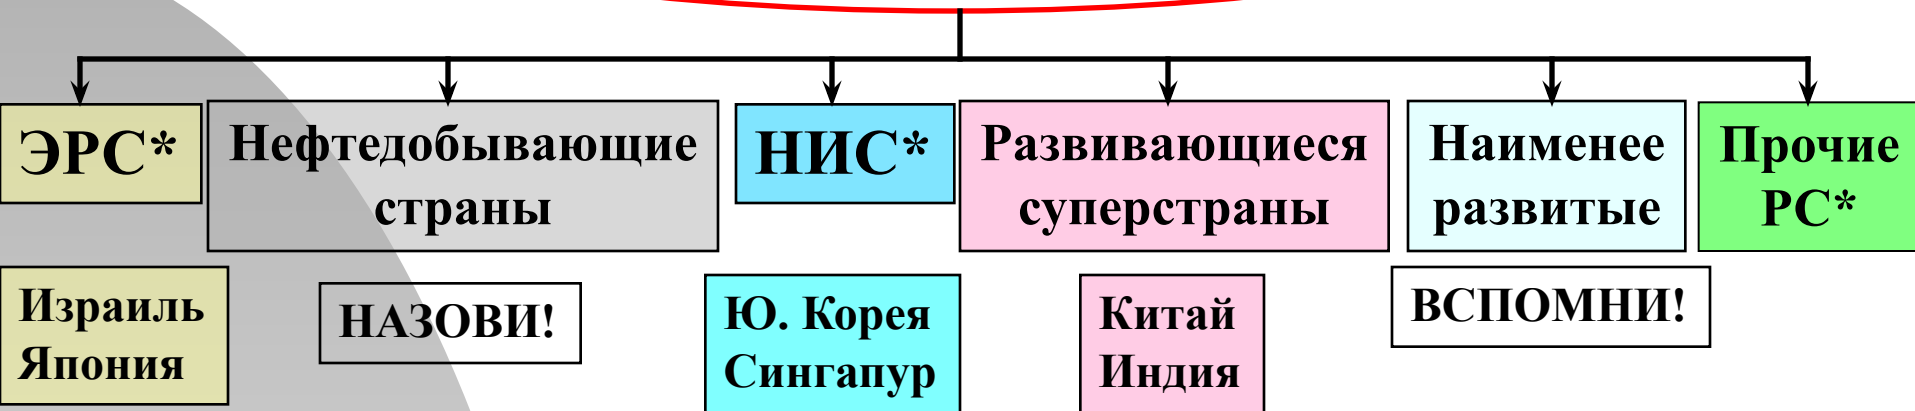 ЭРС*
Нефтедобывающие
страны
НИС*
Развивающиеся
суперстраны
Наименее
развитые
Прочие
РС*
Израиль
Япония
НАЗОВИ!
Ю. Корея
Сингапур
Китай
Индия
ВСПОМНИ!